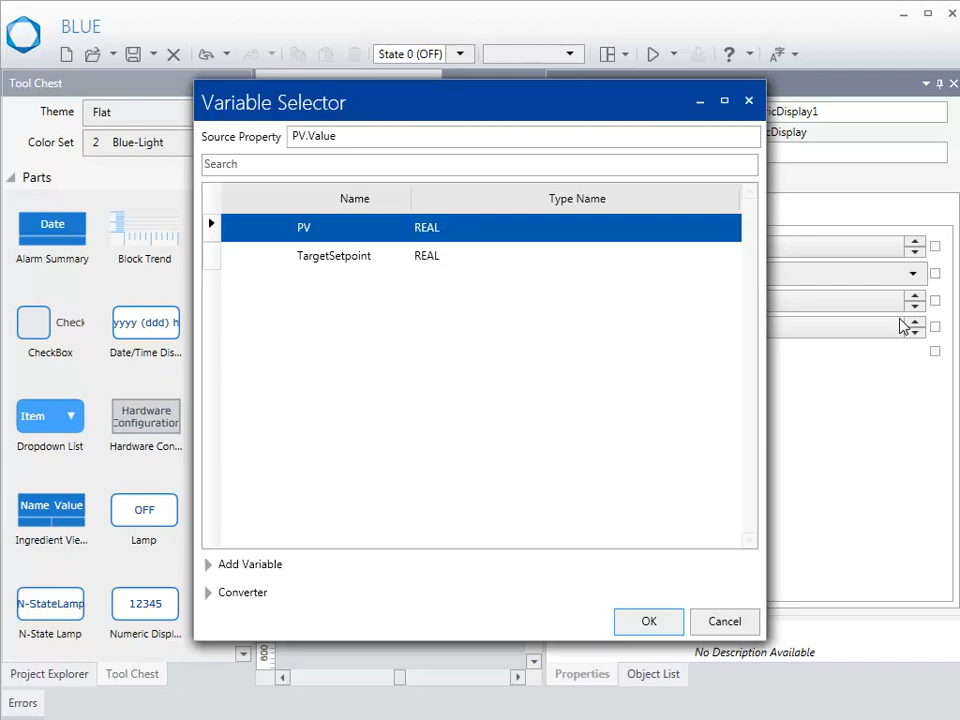 BLUE
State 0 (OFF)
Tool Chest
Theme
Flat
Color Set
2 Blue-Light
Parts
Date
Alarm Summary
Block Trend
Check
CheckBox
yyyy (ddd) h
Date/Time Dis...
Item
Dropdown List
Hardware
Configuration
Hardware Con...
Name Value
Ingredient Vie...
OFF
Lamp
N-StateLamp
N-State Lamp
12345
Numeric Displ...
Project Explorer
Tool Chest
Errors
Variable Selector
Source Property
PV.Value
Search
Name
Type Name
PV
REAL
TargetSetpoint
REAL
Add Variable
Converter
OK
Cancel
icDisplay1
cDisplay
600
No Description Available
Properties
Object List